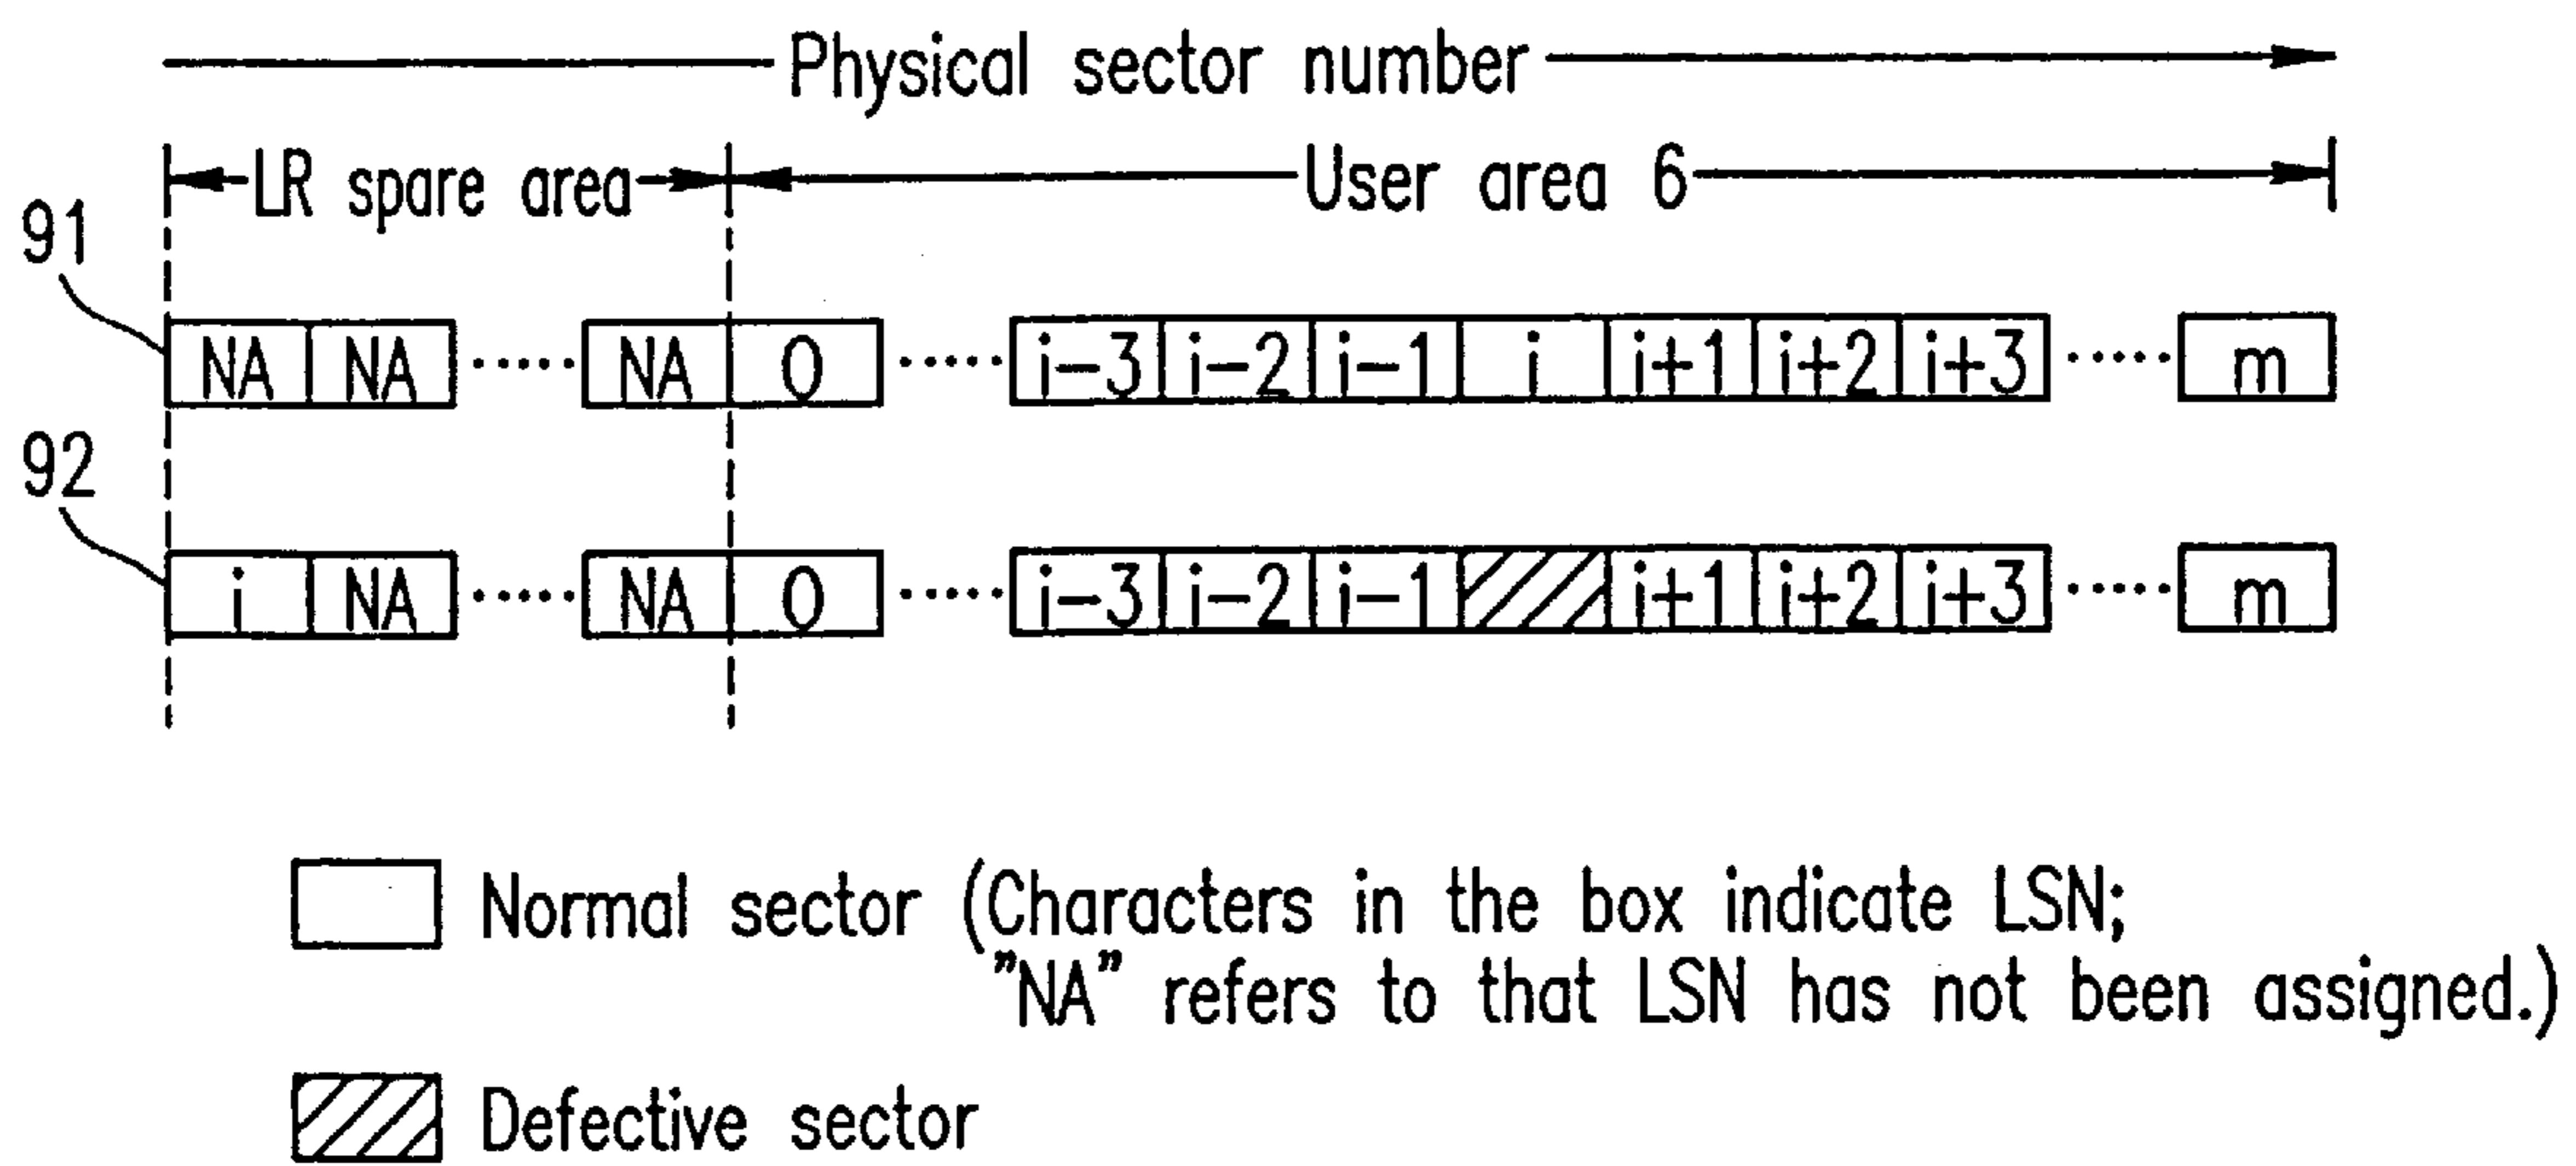 Physical sector number
LR spare area User area 6
91
NA NA ····· NA 0 ····· i-3 i-2 i-1 i i+1 i+2 i+3 ····· m
92
i NA ····· NA 0 ····· i-3 i-2 i-1 i+1 i+2 i+3 ····· m
Normal sector (Characters in the box indicate LSN;
"NA" refers to that LSN has not been assigned.)
Defective sector